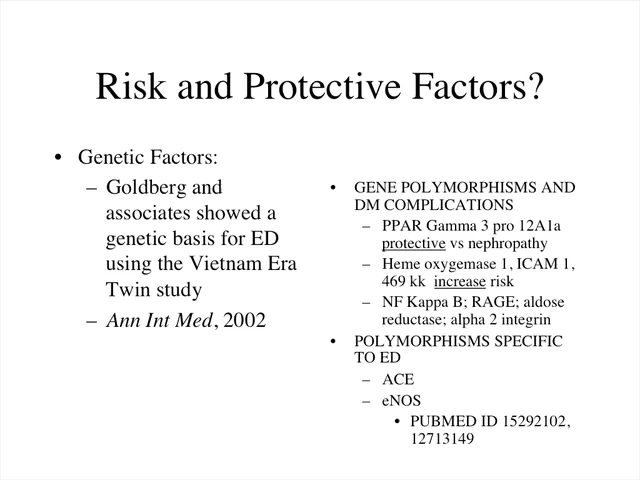 Risk and Protective Factors?
• Genetic Factors:
– Goldberg and
associates showed a
genetic basis for ED
using the Vietnam Era
Twin study
– Ann Int Med, 2002
• GENE POLYMORPHISMS AND
DM COMPLICATIONS
– PPAR Gamma 3 pro 12A1a
protective vs nephropathy
– Heme oxygemase 1, ICAM 1,
469 kk increase risk
– NF Kappa B; RAGE; aldose
reductase; alpha 2 integrin
• POLYMORPHISMS SPECIFIC
TO ED
– ACE
– eNOS
• PUBMED ID 15292102,
12713149